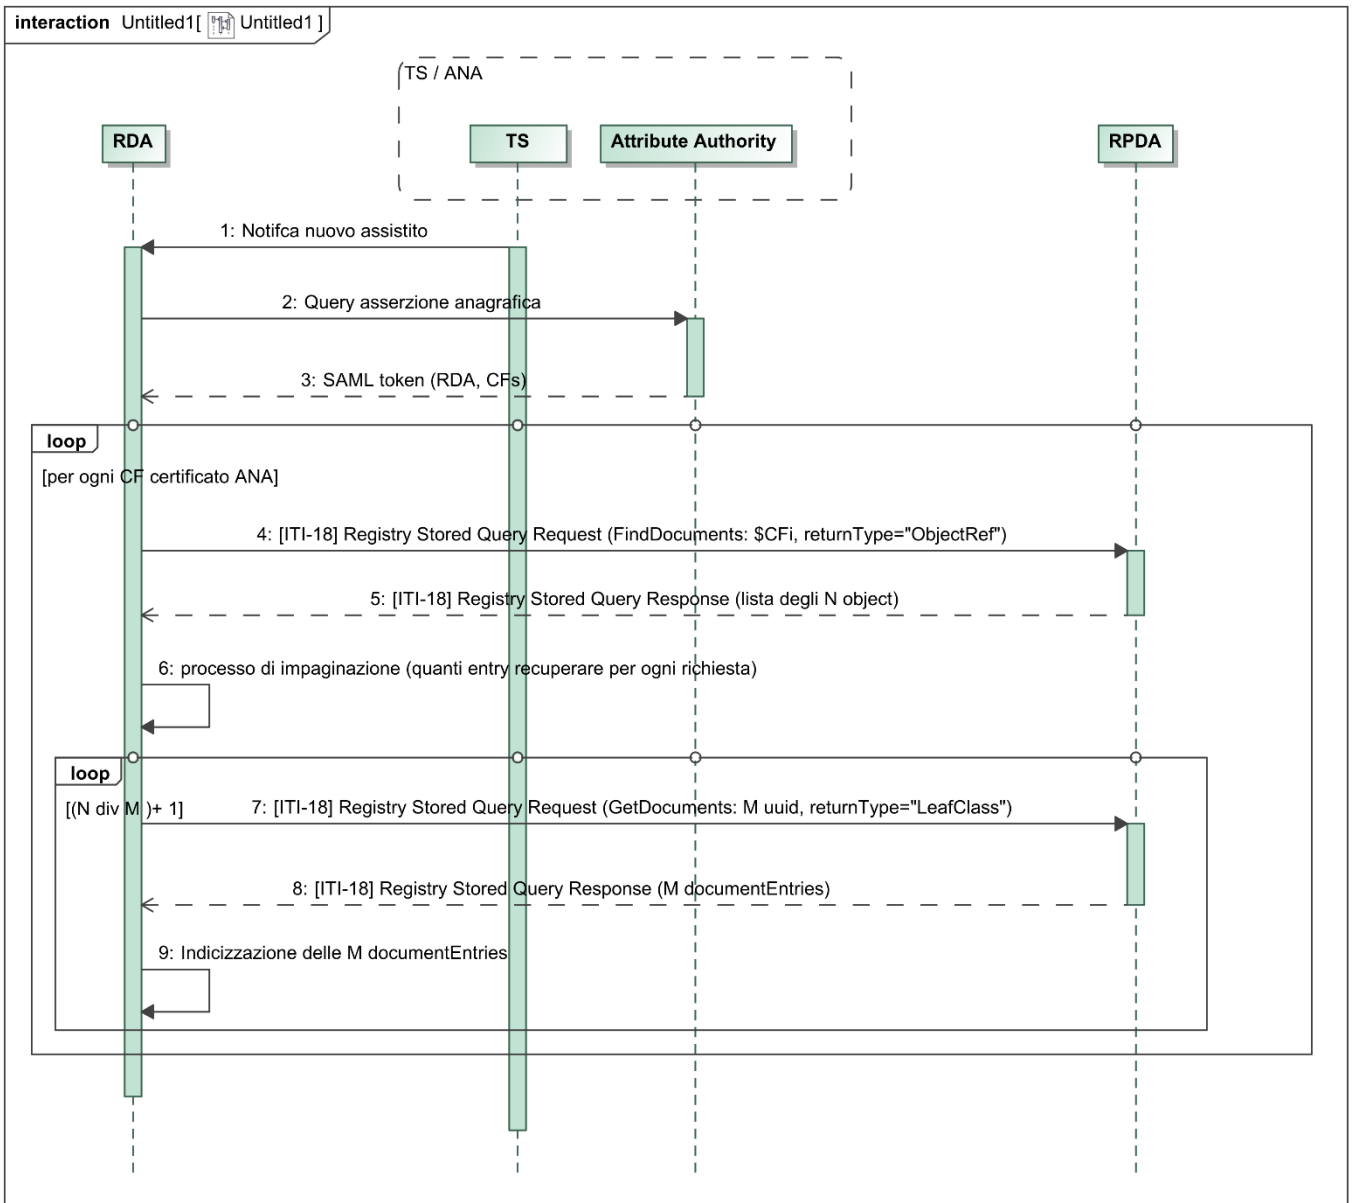 interaction Untitled1[ Untitled1 ]
TS / ANA
RDA
TS
Attribute Authority
RPDA
1: Notifca nuovo assistito
2: Query asserzione anagrafica
3: SAML token (RDA, CFs)
loop
[per ogni CF certificato ANA]
4: [ITI-18] Registry Stored Query Request (FindDocuments: $CFi, returnType="ObjectRef")
5: [ITI-18] Registry Stored Query Response (lista degli N object)
6: processo di impaginazione (quanti entry recuperare per ogni richiesta)
loop
[(N div M )+ 1]
7: [ITI-18] Registry Stored Query Request (GetDocuments: M uuid, returnType="LeafClass")
8: [ITI-18] Registry Stored Query Response (M documentEntries)
9: Indicizzazione delle M documentEntries